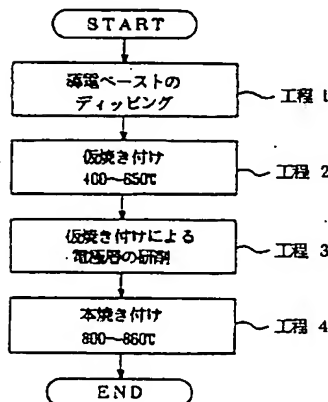 START
導電ペーストの
ディッピング
工程 1
仮焼き付け
400～650℃
工程 2
仮焼き付けによる
電極層の研削
工程 3
本焼き付け
800～860℃
工程 4
END